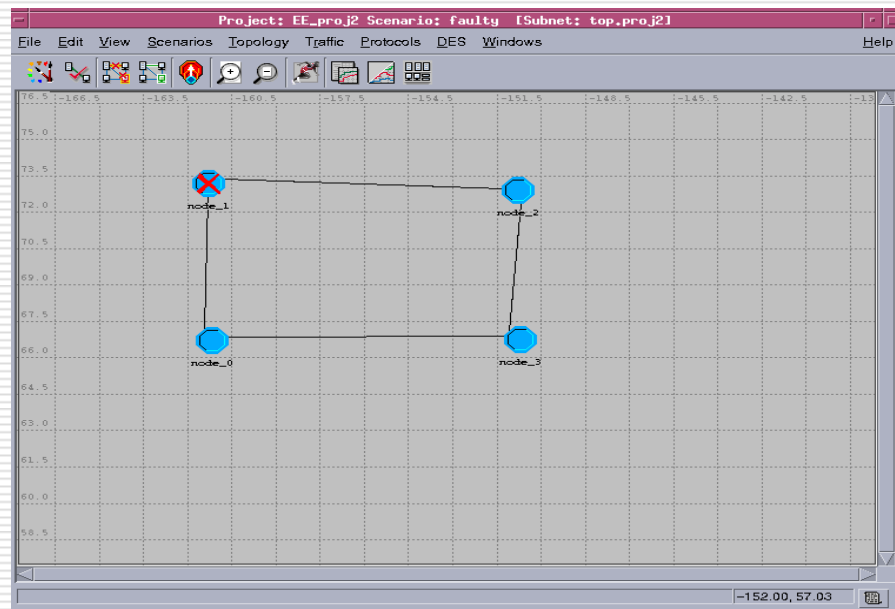 Project: EE_proj2 Scenario: faulty [Subnet: top.proj2]
File Edit View Scenarios Topology Traffic Protocols DES Windows Help
76.5 -166.5 -163.5 -160.5 -157.5 -154.5 -151.5 -148.5 -145.5 -142.5 -13
75.0
73.5
72.0
node_1
node_2
70.5
69.0
67.5
66.0
node_0
node_3
64.5
63.0
61.5
60.0
58.5
-152.00, 57.03